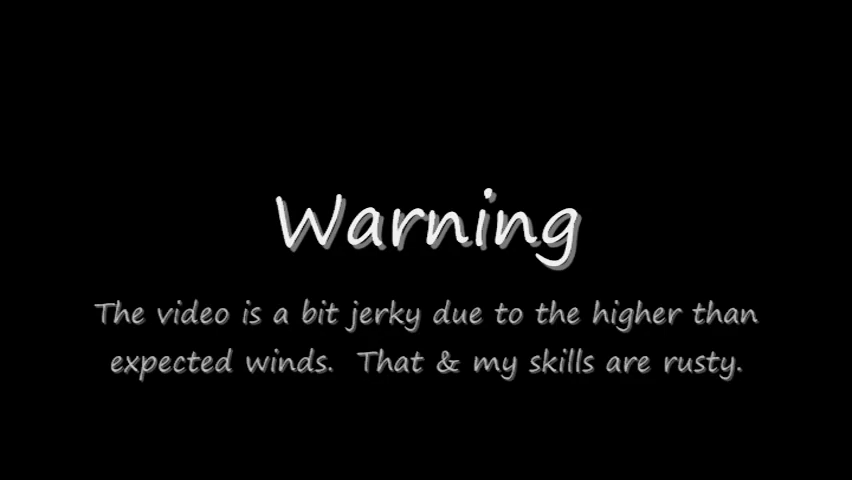 Warning
The video is a bit jerky due to the higher than
expected winds.  That & my skills are rusty.